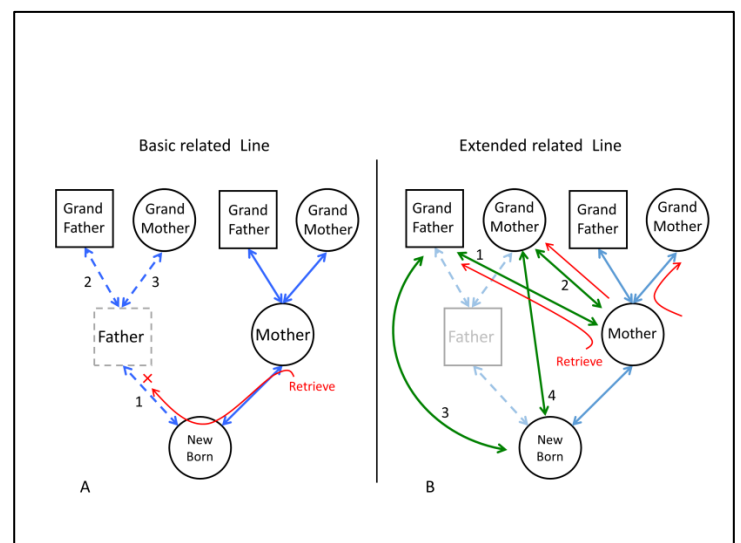 Basic related Line
Grand
Father
Grand
Mother
Grand
Father
Grand
Mother
2
3
Father
Mother
Retrieve
1
New
Born
A
Extended related Line
Grand
Father
Grand
Mother
Grand
Father
Grand
Mother
1
2
Father
Mother
Retrieve
3
4
New
Born
B